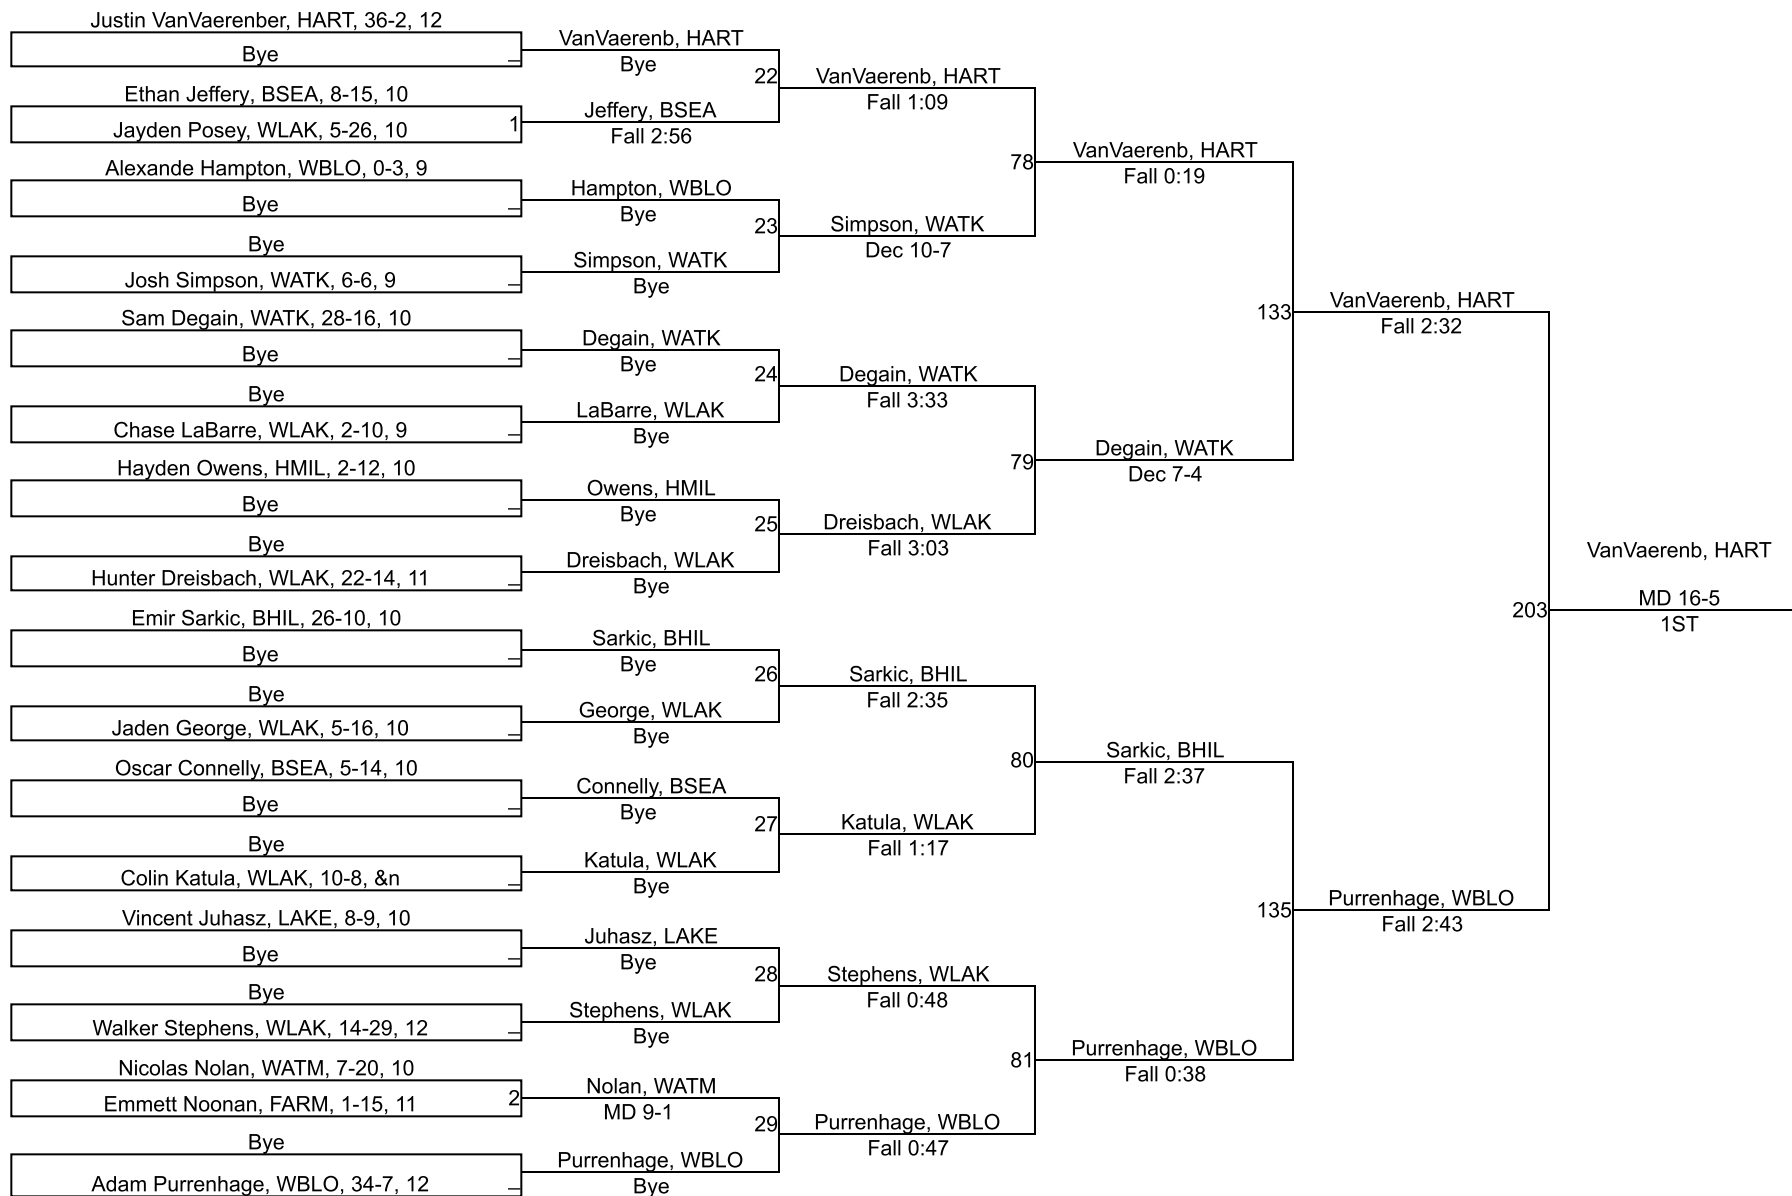 Justin VanVaerenber, HART, 36-2, 12
Bye
_
Ethan Jeffery, BSEA, 8-15, 10
Jayden Posey, WLAK, 5-26, 10
1
Alexande Hampton, WBLO, 0-3, 9
Bye
_
Bye
Josh Simpson, WATK, 6-6, 9
_
Sam Degain, WATK, 28-16, 10
Bye
_
Bye
Chase LaBarre, WLAK, 2-10, 9
_
Hayden Owens, HMIL, 2-12, 10
Bye
_
Bye
Hunter Dreisbach, WLAK, 22-14, 11
_
Emir Sarkic, BHIL, 26-10, 10
Bye
_
Bye
Jaden George, WLAK, 5-16, 10
_
Oscar Connelly, BSEA, 5-14, 10
Bye
_
Bye
Colin Katula, WLAK, 10-8, &n
_
Vincent Juhasz, LAKE, 8-9, 10
Bye
_
Bye
Walker Stephens, WLAK, 14-29, 12
_
Nicolas Nolan, WATM, 7-20, 10
Emmett Noonan, FARM, 1-15, 11
2
Bye
Adam Purrenhage, WBLO, 34-7, 12
_
VanVaerenb, HART
Bye
22
Jeffery, BSEA
Fall 2:56
Hampton, WBLO
Bye
23
Simpson, WATK
Bye
Degain, WATK
Bye
24
LaBarre, WLAK
Bye
Owens, HMIL
Bye
25
Dreisbach, WLAK
Bye
Sarkic, BHIL
Bye
26
George, WLAK
Bye
Connelly, BSEA
Bye
27
Katula, WLAK
Bye
Juhasz, LAKE
Bye
28
Stephens, WLAK
Bye
Nolan, WATM
MD 9-1
29
Purrenhage, WBLO
Bye
VanVaerenb, HART
Fall 1:09
78
Simpson, WATK
Dec 10-7
Degain, WATK
Fall 3:33
79
Dreisbach, WLAK
Fall 3:03
Sarkic, BHIL
Fall 2:35
80
Katula, WLAK
Fall 1:17
Stephens, WLAK
Fall 0:48
81
Purrenhage, WBLO
Fall 0:47
VanVaerenb, HART
Fall 0:19
133
Degain, WATK
Dec 7-4
Sarkic, BHIL
Fall 2:37
135
Purrenhage, WBLO
Fall 0:38
VanVaerenb, HART
Fall 2:32
203
Purrenhage, WBLO
Fall 2:43
VanVaerenb, HART
MD 16-5
1ST